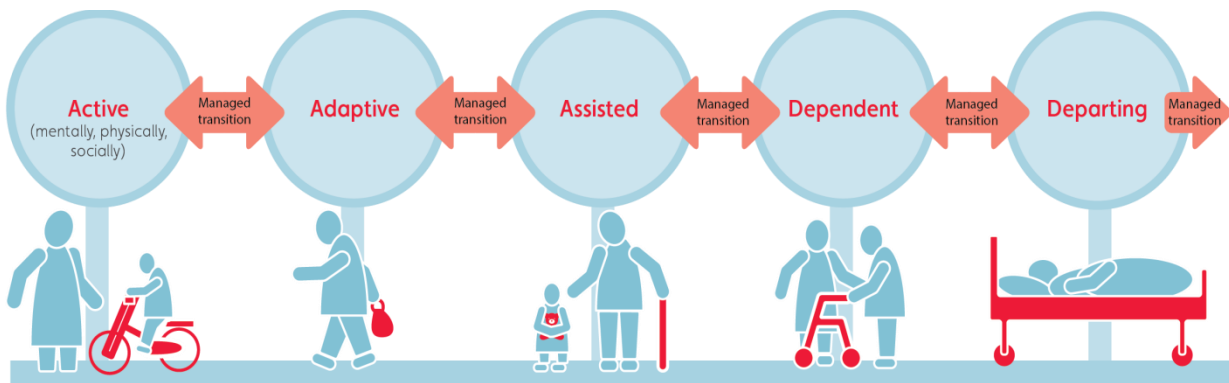 Active
(mentally, physically,
socially)
Managed
transition
Adaptive
Managed
transition
Assisted
Managed
transition
Dependent
Managed
transition
Departing
Managed
transition